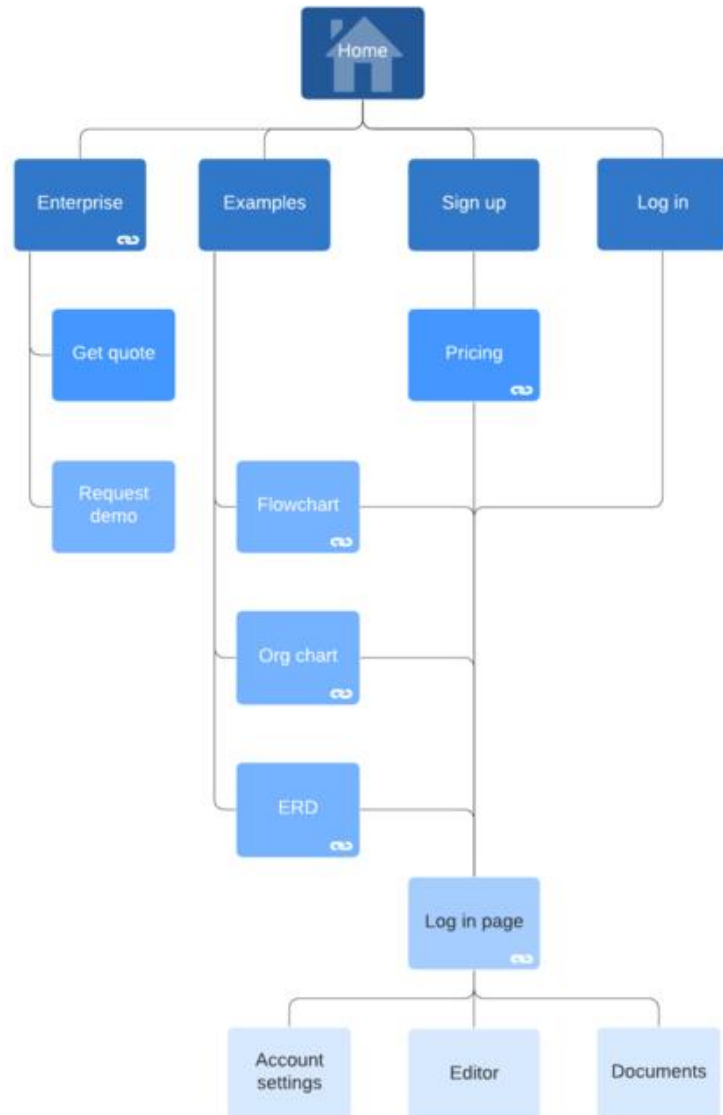 Home
Enterprise
Examples
Sign up
Log in
Get quote
Pricing
Request
demo
Flowchart
Org chart
ERD
Log in page
Account
settings
Editor
Documents